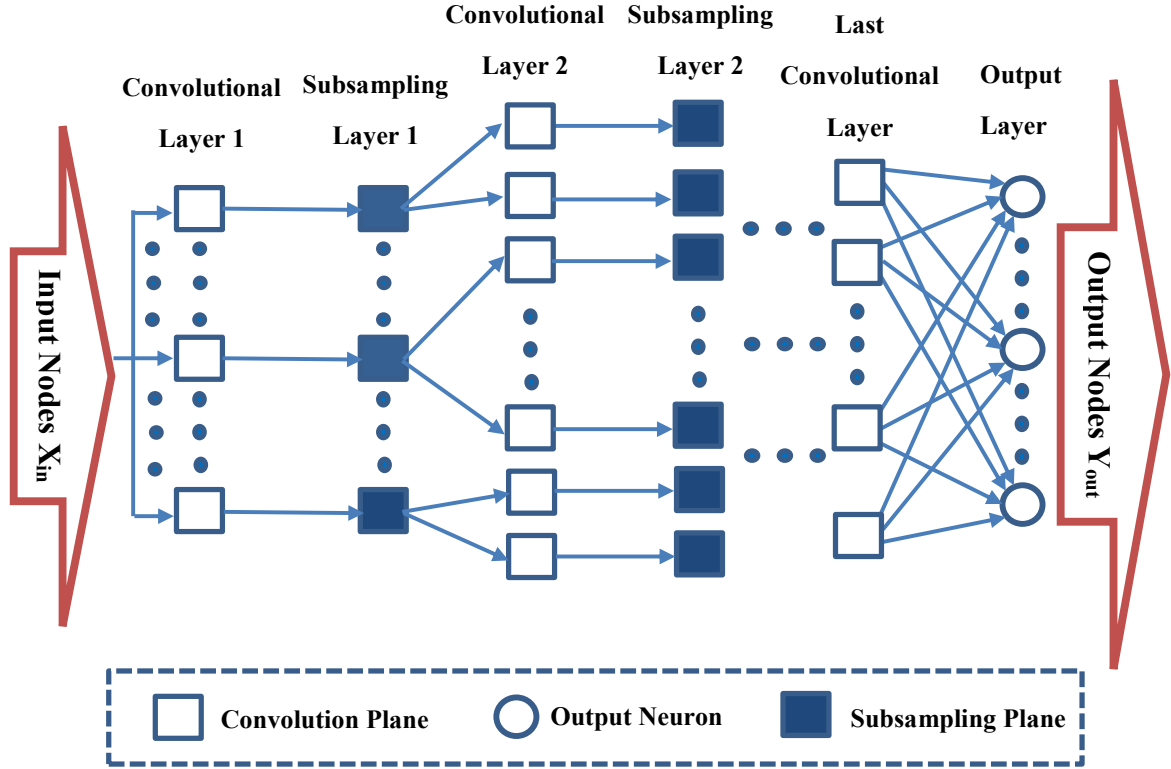 Convolutional
Layer 1
Subsampling
Layer 1
Convolutional
Layer 2
Subsampling
Layer 2
Last
Convolutional
Layer
Output
Layer
Input Nodes Xin
Output Nodes Yout
Convolution Plane
Output Neuron
Subsampling Plane